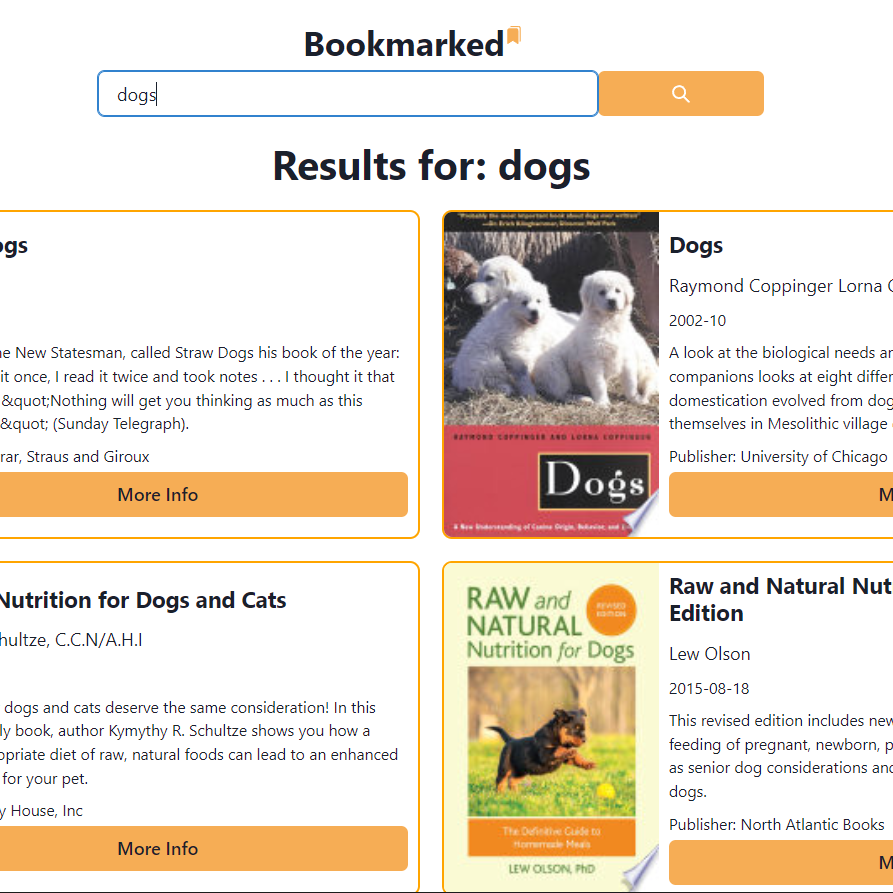 Bookmarked
dogs
Results for: dogs
ogs
ne New Statesman, called Straw Dogs his book of the year:
it once, I read it twice and took notes . . . I thought it that
&quot;Nothing will get you thinking as much as this
&quot; (Sunday Telegraph).
rar, Straus and Giroux
More Info
"Probably the most important book about dogs ever written"
—Dr. Erich Klinghammer, Director, Wolf Park
RAYMOND COPPINGER AND LORNA COPPINGER
Dogs
A New Understanding of Canine Origin, Behavior, and
Dogs
Raymond Coppinger Lorna C
2002-10
A look at the biological needs an
companions looks at eight differ
domestication evolved from dog
themselves in Mesolithic village
Publisher: University of Chicago
M
Nutrition for Dogs and Cats
hultze, C.C.N/A.H.I
dogs and cats deserve the same consideration! In this
ly book, author Kymythy R. Schultze shows you how a
opriate diet of raw, natural foods can lead to an enhanced
for your pet.
y House, Inc
More Info
RAW and
NATURAL
Nutrition for Dogs
REVISED
EDITION
The Definitive Guide to
Homemade Meals
LEW OLSON, PhD
Raw and Natural Nut
Edition
Lew Olson
2015-08-18
This revised edition includes new
feeding of pregnant, newborn, p
as senior dog considerations and
dogs.
Publisher: North Atlantic Books
M